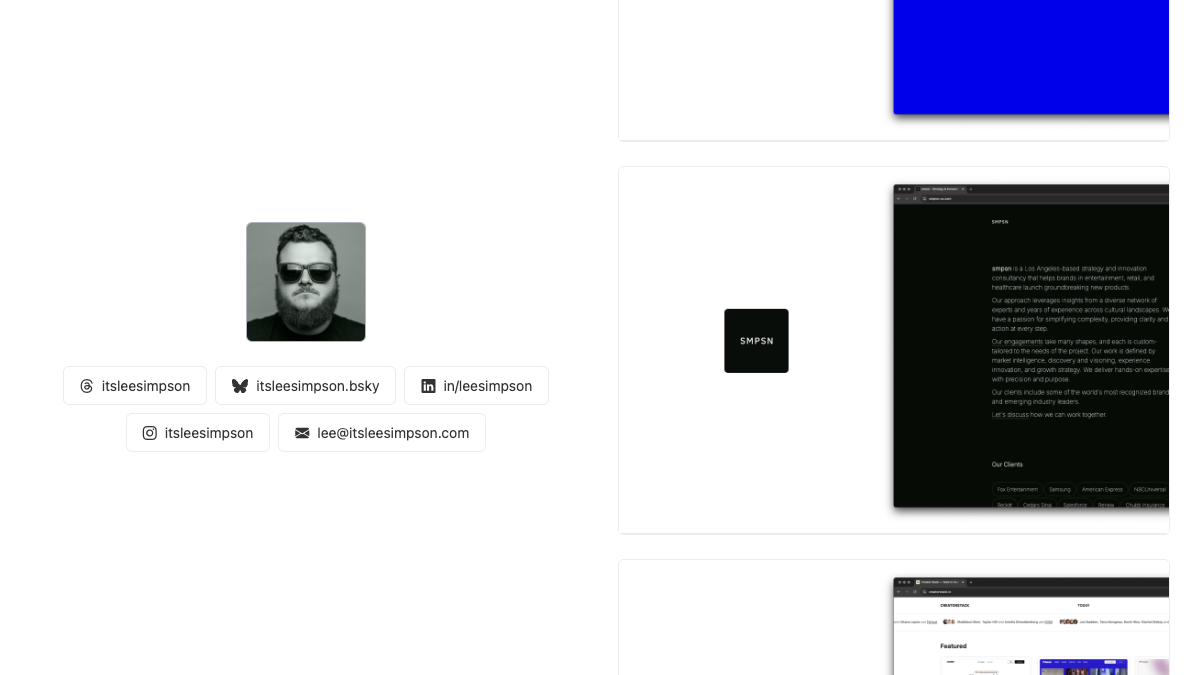 itsleesimpson
itsleesimpson.bsky
in/leesimpson
itsleesimpson
lee@itsleesimpson.com
SMPSN
SMPSN
smpsn is a Los Angeles-based strategy and innovation
consultancy that helps brands in entertainment, retail, and
healthcare launch groundbreaking new products.
Our approach leverages insights from a diverse network of
experts and years of experience across cultural landscapes. We
have a passion for simplifying complexity, providing clarity and
action at every step.
Our engagements take many shapes, and each is custom-
tailored to the needs of the project. Our work is defined by
market intelligence, discovery and visioning, experience
innovation, and growth strategy. We deliver hands-on expertise
with precision and purpose.
Our clients include some of the world's most recognized brand
and emerging industry leaders.
Let's discuss how we can work together.
Our Clients
Fox Entertainment Samsung American Express NBCUniversal
Reckitt Cedars Sinai Salesforce Renew Chubb Insurance
CREATORSTACK
TODAY
Featured